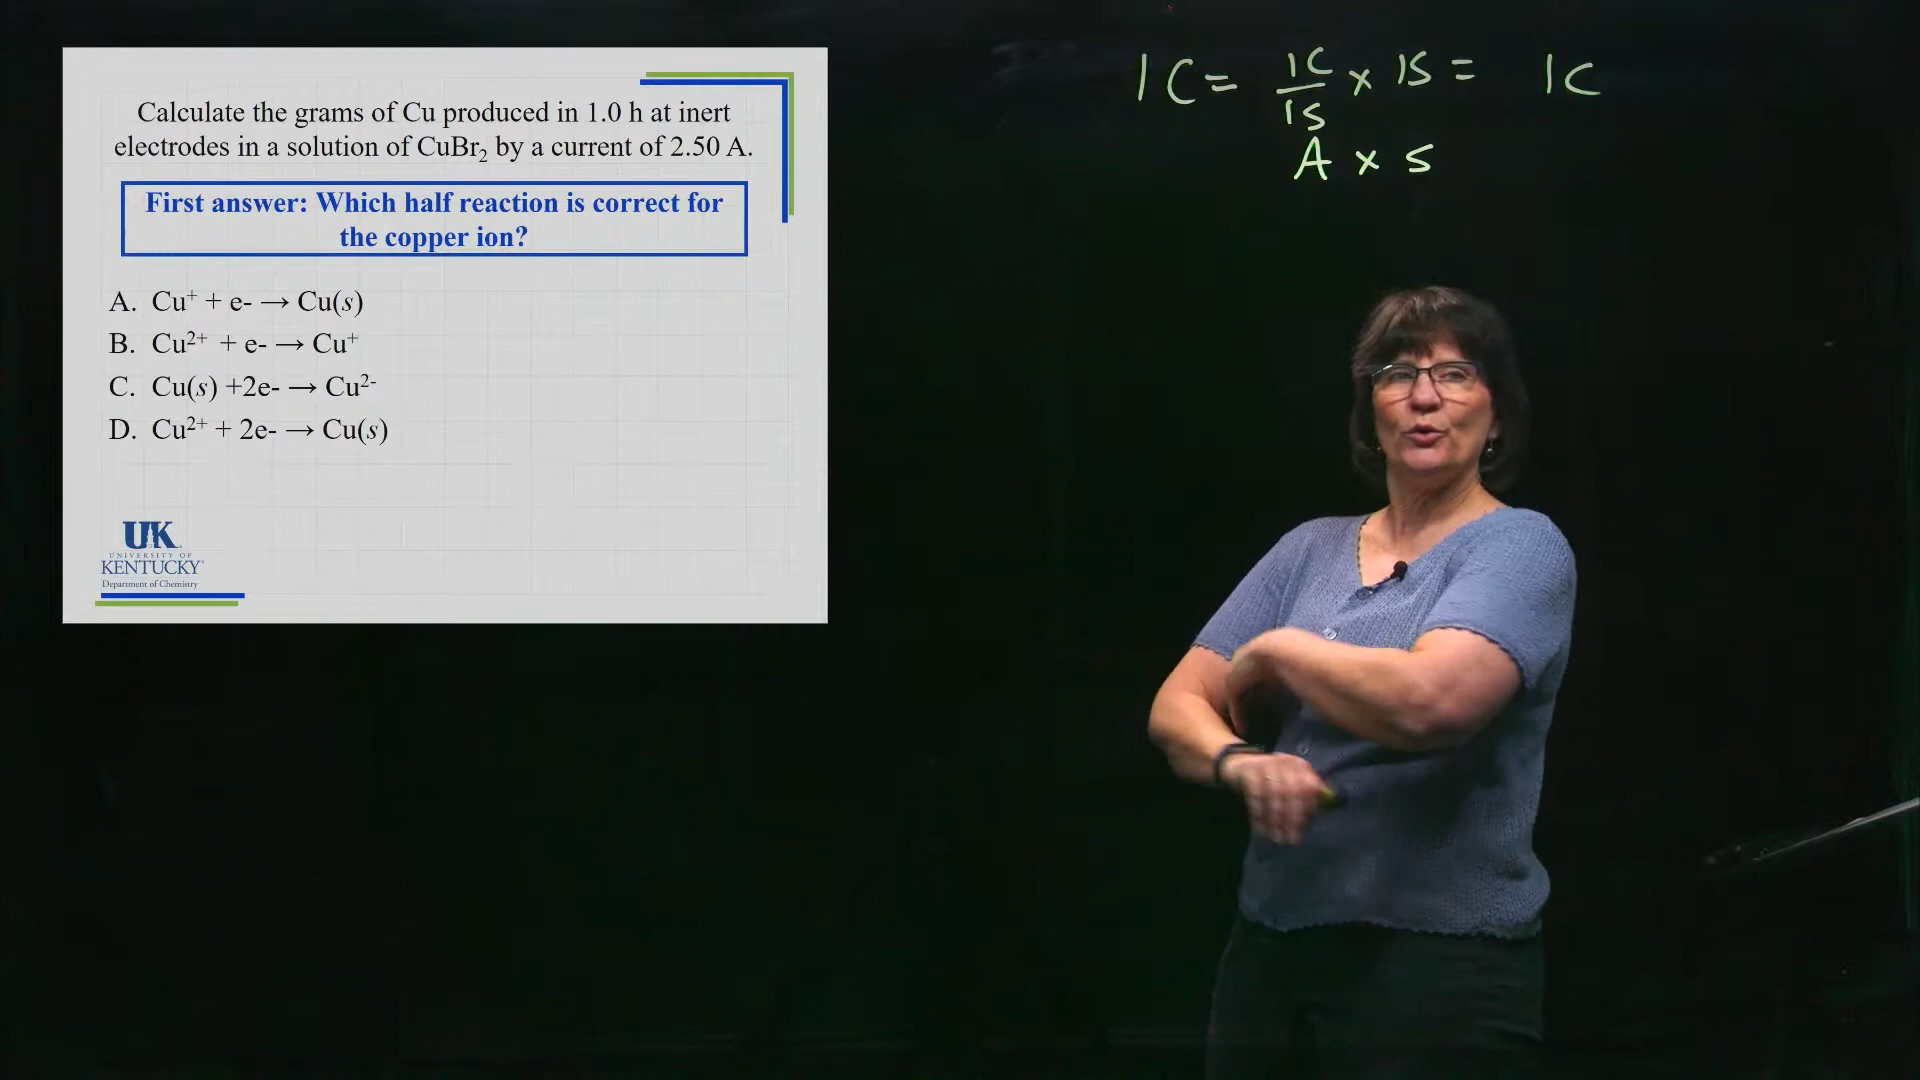 Calculate the grams of Cu produced in 1.0 h at inert
electrodes in a solution of CuBr₂ by a current of 2.50 A.
First answer: Which half reaction is correct for
the copper ion?
A. Cu⁺ + e- → Cu(s)
B. Cu²⁺ + e- → Cu⁺
C. Cu(s) +2e- → Cu²⁻
D. Cu²⁺ + 2e- → Cu(s)
UK
UNIVERSITY OF
KENTUCKY
Department of Chemistry
1C = 1C/1S × 1S = 1C
A × S